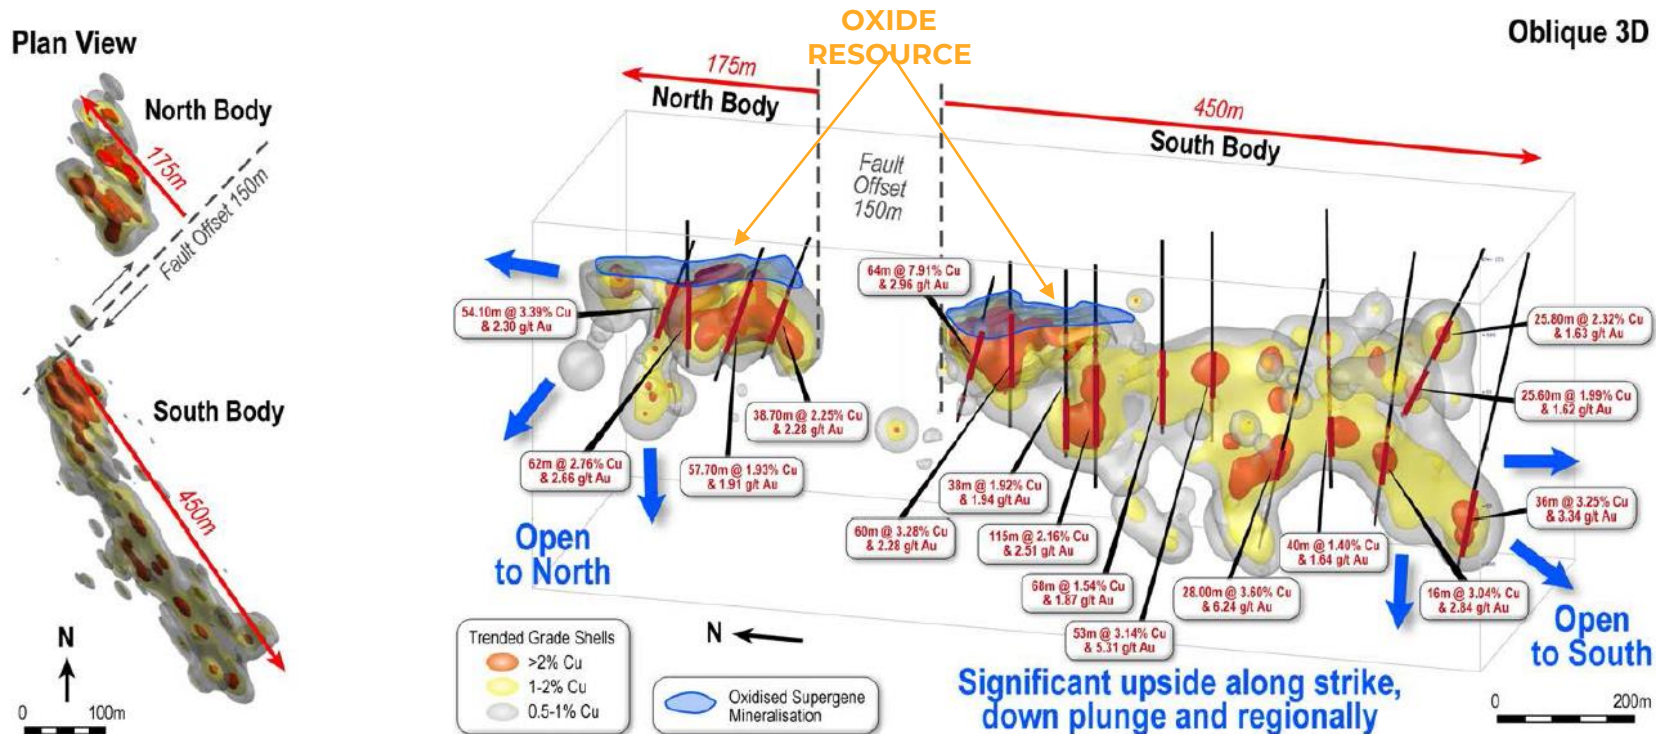 Plan View
North Body
175m
Fault Offset 150m
South Body
450m
N
0 100m
OXIDE
RESOURCE
Oblique 3D
175m
North Body
450m
South Body
Fault
Offset
150m
54.10m @ 3.39% Cu
& 2.30 g/t Au
64m @ 7.91% Cu
& 2.96 g/t Au
25.80m @ 2.32% Cu
& 1.63 g/t Au
25.60m @ 1.99% Cu
& 1.62 g/t Au
38.70m @ 2.25% Cu
& 2.28 g/t Au
62m @ 2.76% Cu
& 2.66 g/t Au
57.70m @ 1.93% Cu
& 1.91 g/t Au
38m @ 1.92% Cu
& 1.94 g/t Au
60m @ 3.28% Cu
& 2.28 g/t Au
115m @ 2.16% Cu
& 2.51 g/t Au
36m @ 3.25% Cu
& 3.34 g/t Au
40m @ 1.40% Cu
& 1.64 g/t Au
68m @ 1.54% Cu
& 1.87 g/t Au
28.00m @ 3.60% Cu
& 6.24 g/t Au
16m @ 3.04% Cu
& 2.84 g/t Au
53m @ 3.14% Cu
& 5.31 g/t Au
Open
to North
Open
to South
N
Trended Grade Shells
>2% Cu
1-2% Cu
0.5-1% Cu
Oxidised Supergene
Mineralisation
Significant upside along strike,
down plunge and regionally
0 200m